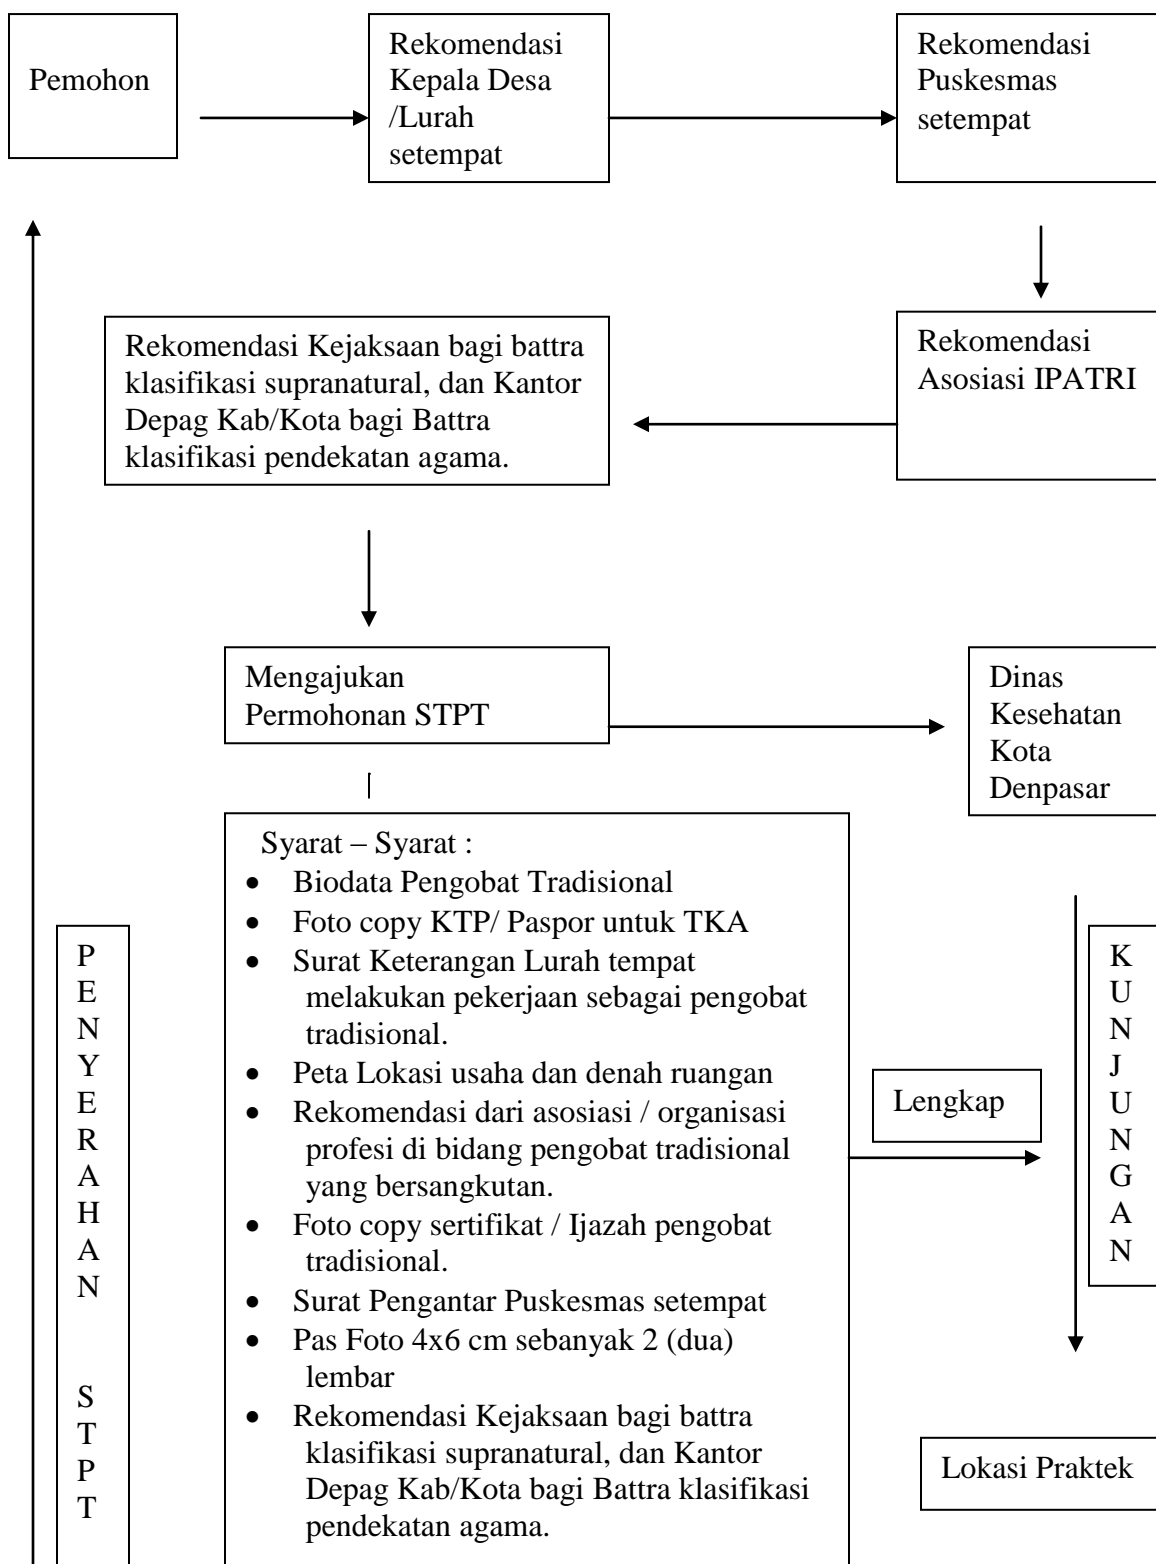 Pemohon
Rekomendasi
Kepala Desa
/Lurah
setempat
Rekomendasi
Puskesmas
setempat
Rekomendasi Kejaksaan bagi battra
klasifikasi supranatural, dan Kantor
Depag Kab/Kota bagi Battra
klasifikasi pendekatan agama.
Rekomendasi
Asosiasi IPATRI
Mengajukan
Permohonan STPT
Dinas
Kesehatan
Kota
Denpasar
Syarat – Syarat :
• Biodata Pengobat Tradisional
• Foto copy KTP/ Paspor untuk TKA
• Surat Keterangan Lurah tempat
melakukan pekerjaan sebagai pengobat
tradisional.
• Peta Lokasi usaha dan denah ruangan
• Rekomendasi dari asosiasi / organisasi
profesi di bidang pengobat tradisional
yang bersangkutan.
• Foto copy sertifikat / Ijazah pengobat
tradisional.
• Surat Pengantar Puskesmas setempat
• Pas Foto 4x6 cm sebanyak 2 (dua)
lembar
• Rekomendasi Kejaksaan bagi battra
klasifikasi supranatural, dan Kantor
Depag Kab/Kota bagi Battra klasifikasi
pendekatan agama.
PENYERAHAN STPT
Lengkap
KUNJUNGAN
Lokasi Praktek